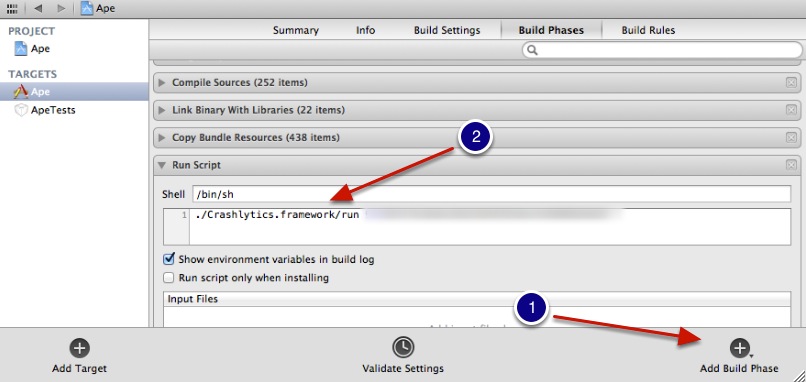 Ape
Summary
Info
Build Settings
Build Phases
Build Rules
PROJECT
Ape
TARGETS
Ape
ApeTests
Compile Sources (252 items)
Link Binary With Libraries (22 items)
Copy Bundle Resources (438 items)
2
Run Script
Shell /bin/sh
1 ./Crashlytics.framework/run
Show environment variables in build log
Run script only when installing
Input Files
1
Add Target
Validate Settings
Add Build Phase